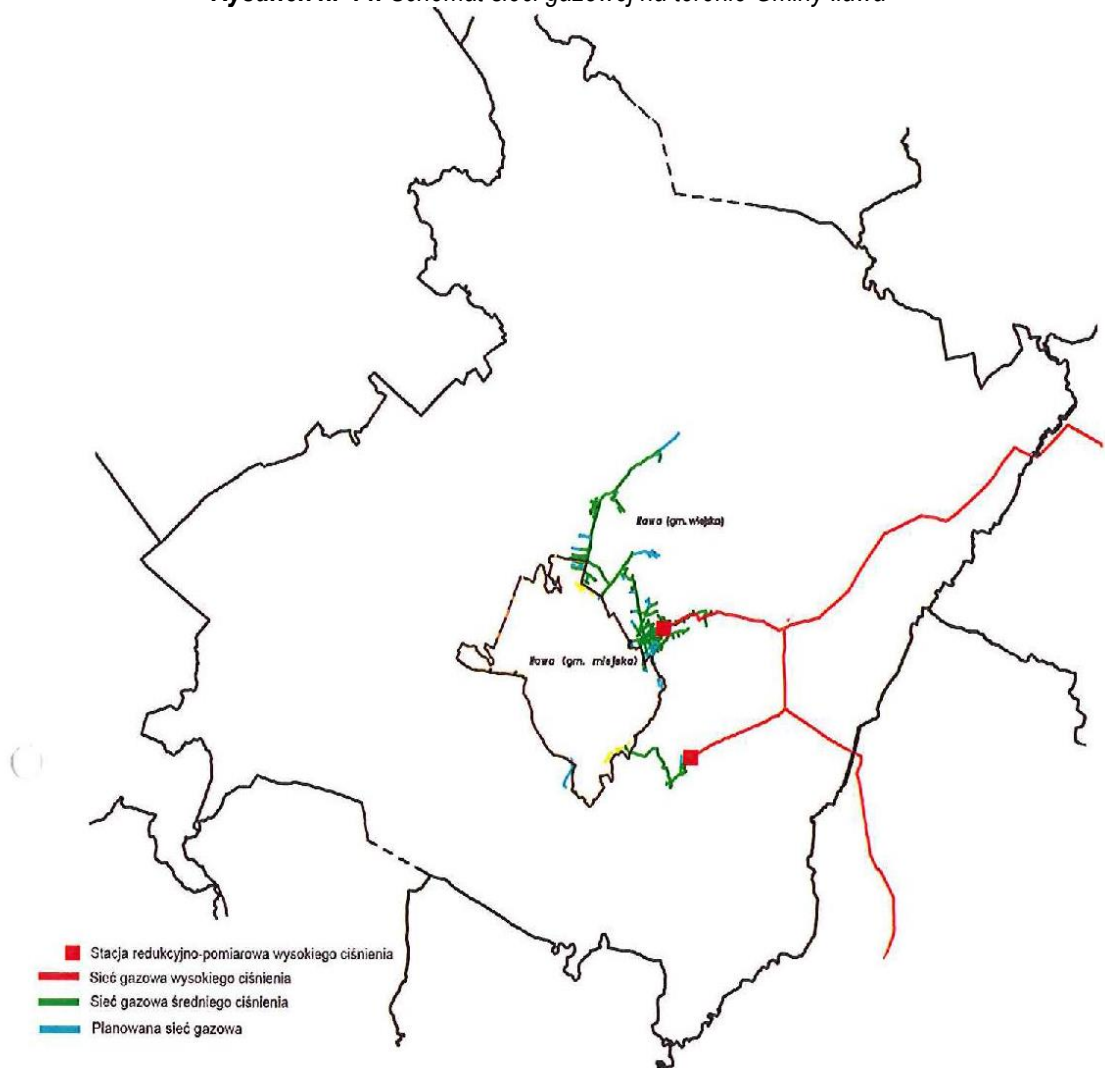 Schemat sieci gazowej na terenie Gminy Iława
Iława (gm. wiejska)
Iława (gm. miejska)
Stacja redukcyjno-pomiarowa wysokiego ciśnienia
Sieć gazowa wysokiego ciśnienia
Sieć gazowa średniego ciśnienia
Planowana sieć gazowa